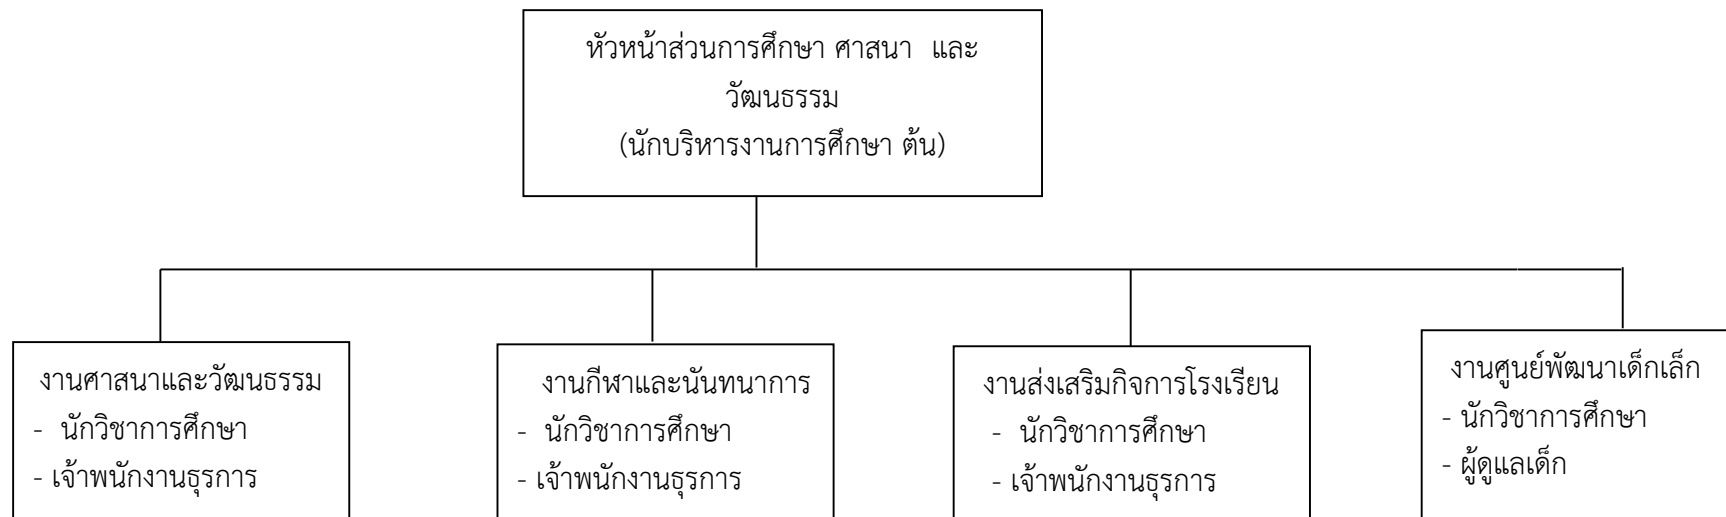 หัวหน้าส่วนการศึกษา ศาสนา และ
วัฒนธรรม
(นักบริหารงานการศึกษา ต้น)
งานศาสนาและวัฒนธรรม
- นักวิชาการศึกษา
- เจ้าพนักงานธุรการ
งานกีฬาและนันทนาการ
- นักวิชาการศึกษา
- เจ้าพนักงานธุรการ
งานส่งเสริมกิจการโรงเรียน
- นักวิชาการศึกษา
- เจ้าพนักงานธุรการ
งานศูนย์พัฒนาเด็กเล็ก
- นักวิชาการศึกษา
- ผู้ดูแลเด็ก